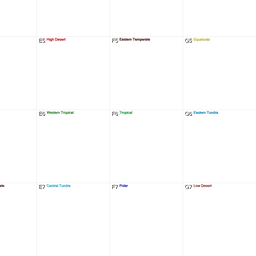 E5 High Desert F5 Eastern Temperate G5 Equatorial
E6 Western Tropical F6 Tropical G6 Eastern Tundra
E7 Central Tundra F7 Polar G7 Low Desert